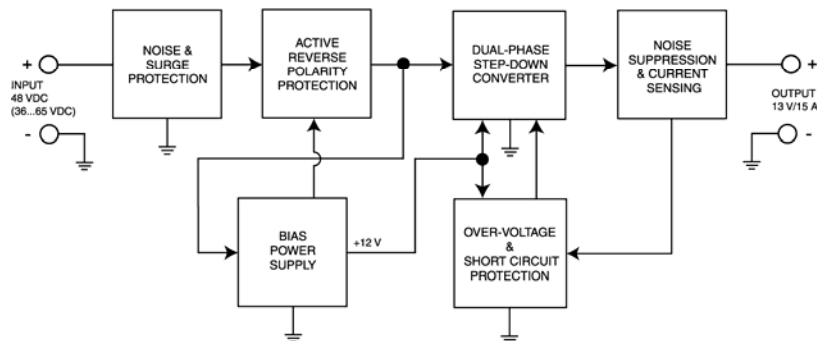 +
INPUT
48 VDC
(36...65 VDC)
-
NOISE &
SURGE
PROTECTION
ACTIVE
REVERSE
POLARITY
PROTECTION
DUAL-PHASE
STEP-DOWN
CONVERTER
NOISE
SUPPRESSION
& CURRENT
SENSING
+
OUTPUT
13 V/15 A
-
BIAS
POWER
SUPPLY
+12 V
OVER-VOLTAGE
&
SHORT CIRCUIT
PROTECTION